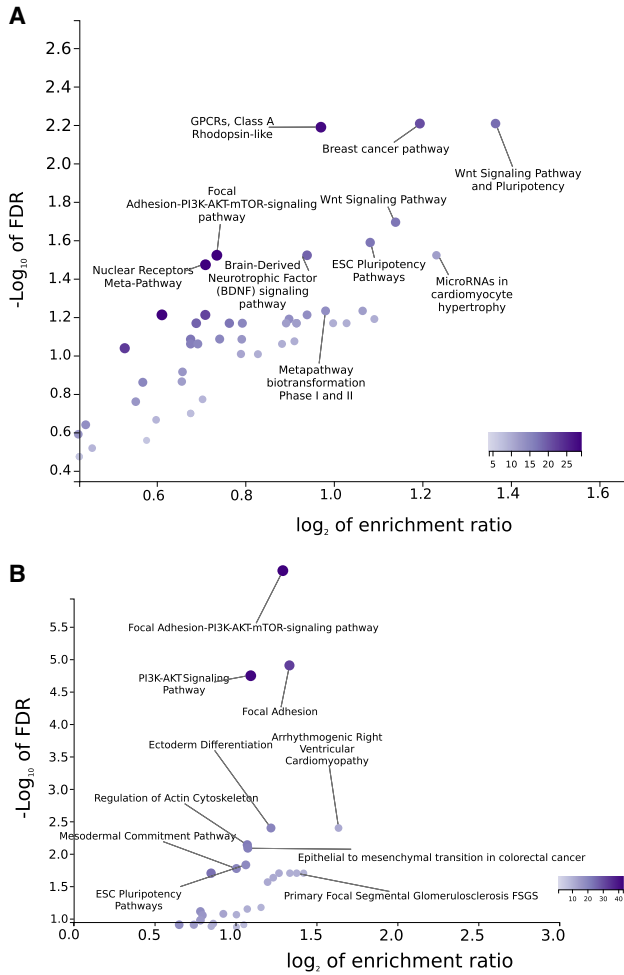 A
2.6
2.4
2.2
2.0
1.8
1.6
1.4
1.2
1.0
0.8
0.6
0.4
-Log10 of FDR
GPCRs, Class A
Rhodopsin-like
Breast cancer pathway
Wnt Signaling Pathway
and Pluripotency
Focal
Adhesion-PI3K-AKT-mTOR-signaling
pathway
Wnt Signaling Pathway
Nuclear Receptors
Meta-Pathway
Brain-Derived
Neurotrophic Factor
(BDNF) signaling
pathway
ESC Pluripotency
Pathways
MicroRNAs in
cardiomyocyte
hypertrophy
Metapathway
biotransformation
Phase I and II
5 10 15 20 25
0.6 0.8 1.0 1.2 1.4 1.6
log2 of enrichment ratio
B
5.5
5.0
4.5
4.0
3.5
3.0
2.5
2.0
1.5
1.0
-Log10 of FDR
Focal Adhesion-PI3K-AKT-mTOR-signaling pathway
PI3K-AKT Signaling
Pathway
Focal Adhesion
Ectoderm Differentiation
Arrhythmogenic Right
Ventricular
Cardiomyopathy
Regulation of Actin Cytoskeleton
Mesodermal Commitment Pathway
Epithelial to mesenchymal transition in colorectal cancer
ESC Pluripotency
Pathways
Primary Focal Segmental Glomerulosclerosis FSGS
10 20 30 40
0.0 0.5 1.0 1.5 2.0 2.5 3.0
log2 of enrichment ratio